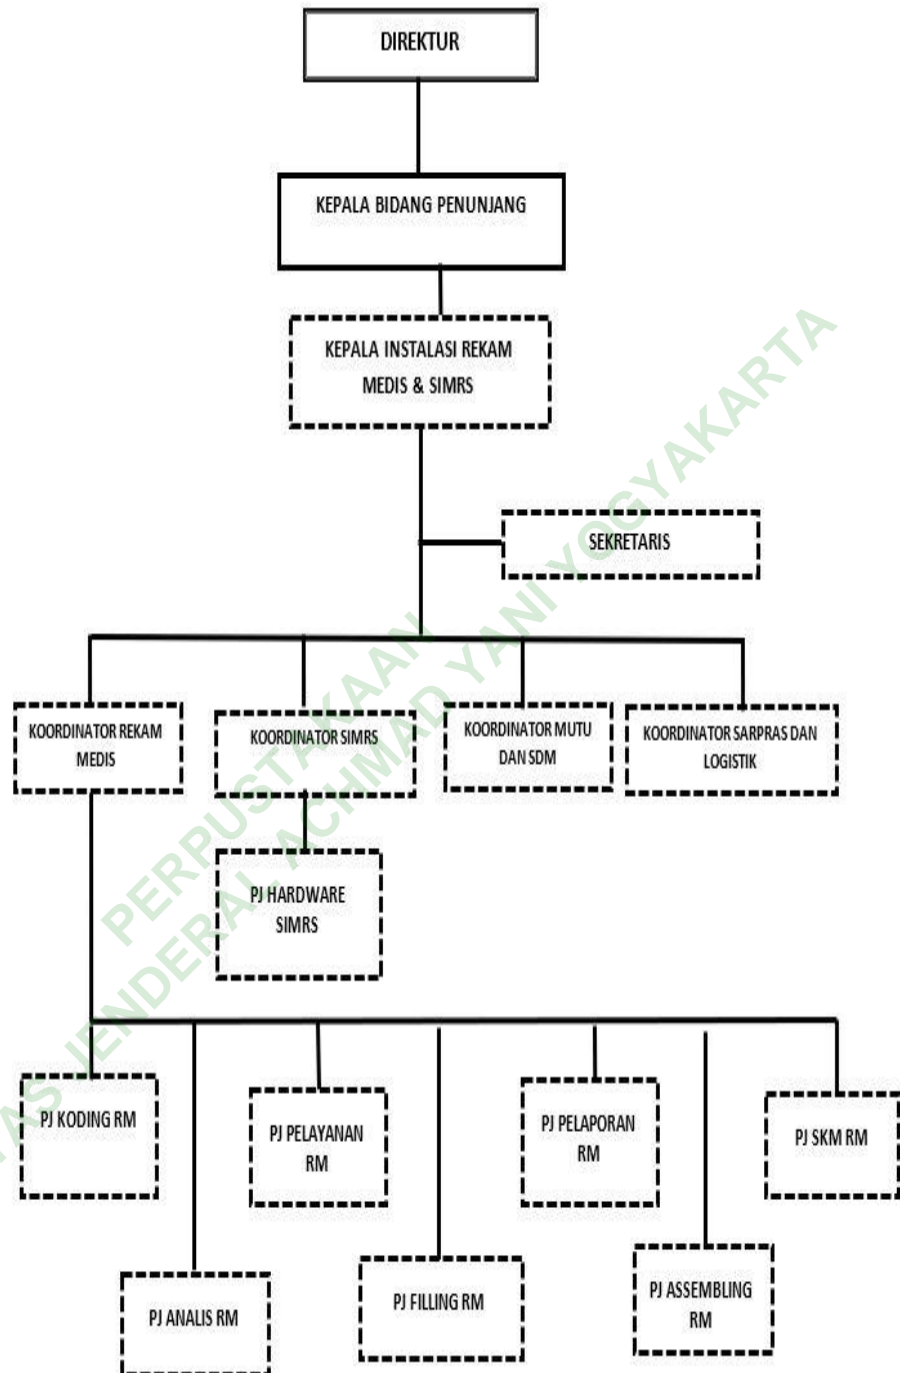 DIREKTUR
KEPALA BIDANG PENUNJANG
KEPALA INSTALASI REKAM
MEDIS & SIMRS
SEKRETARIS
KOORDINATOR REKAM
MEDIS
KOORDINATOR SIMRS
KOORDINATOR MUTU
DAN SDM
KOORDINATOR SARPRAS DAN
LOGISTIK
PJ HARDWARE
SIMRS
PJ KODING RM
PJ PELAYANAN
RM
PJ PELAPORAN
RM
PJ SKM RM
PJ ANALIS RM
PJ FILLING RM
PJ ASSEMBLING
RM
PERPUSTAKAAN
TAS JENDERAL ACHMAD YANI YOGYAKARTA